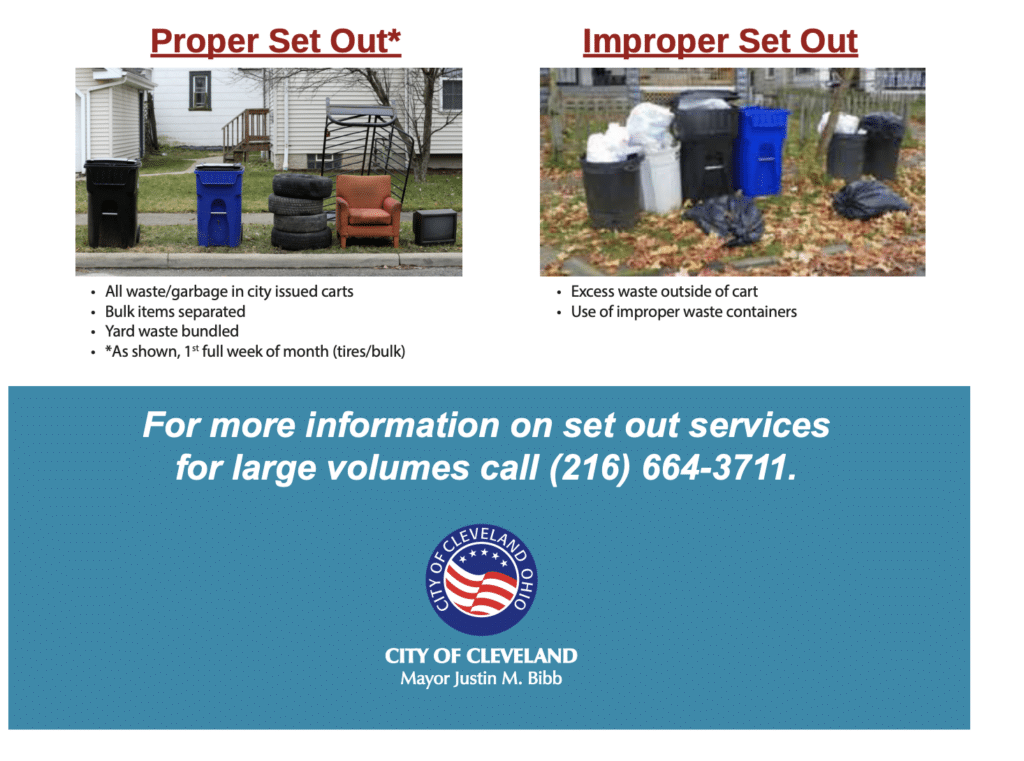 Proper Set Out*
• All waste/garbage in city issued carts
• Bulk items separated
• Yard waste bundled
• *As shown, 1st full week of month (tires/bulk)
Improper Set Out
• Excess waste outside of cart
• Use of improper waste containers
For more information on set out services
for large volumes call (216) 664-3711.
CITY OF CLEVELAND OHIO
CITY OF CLEVELAND
Mayor Justin M. Bibb